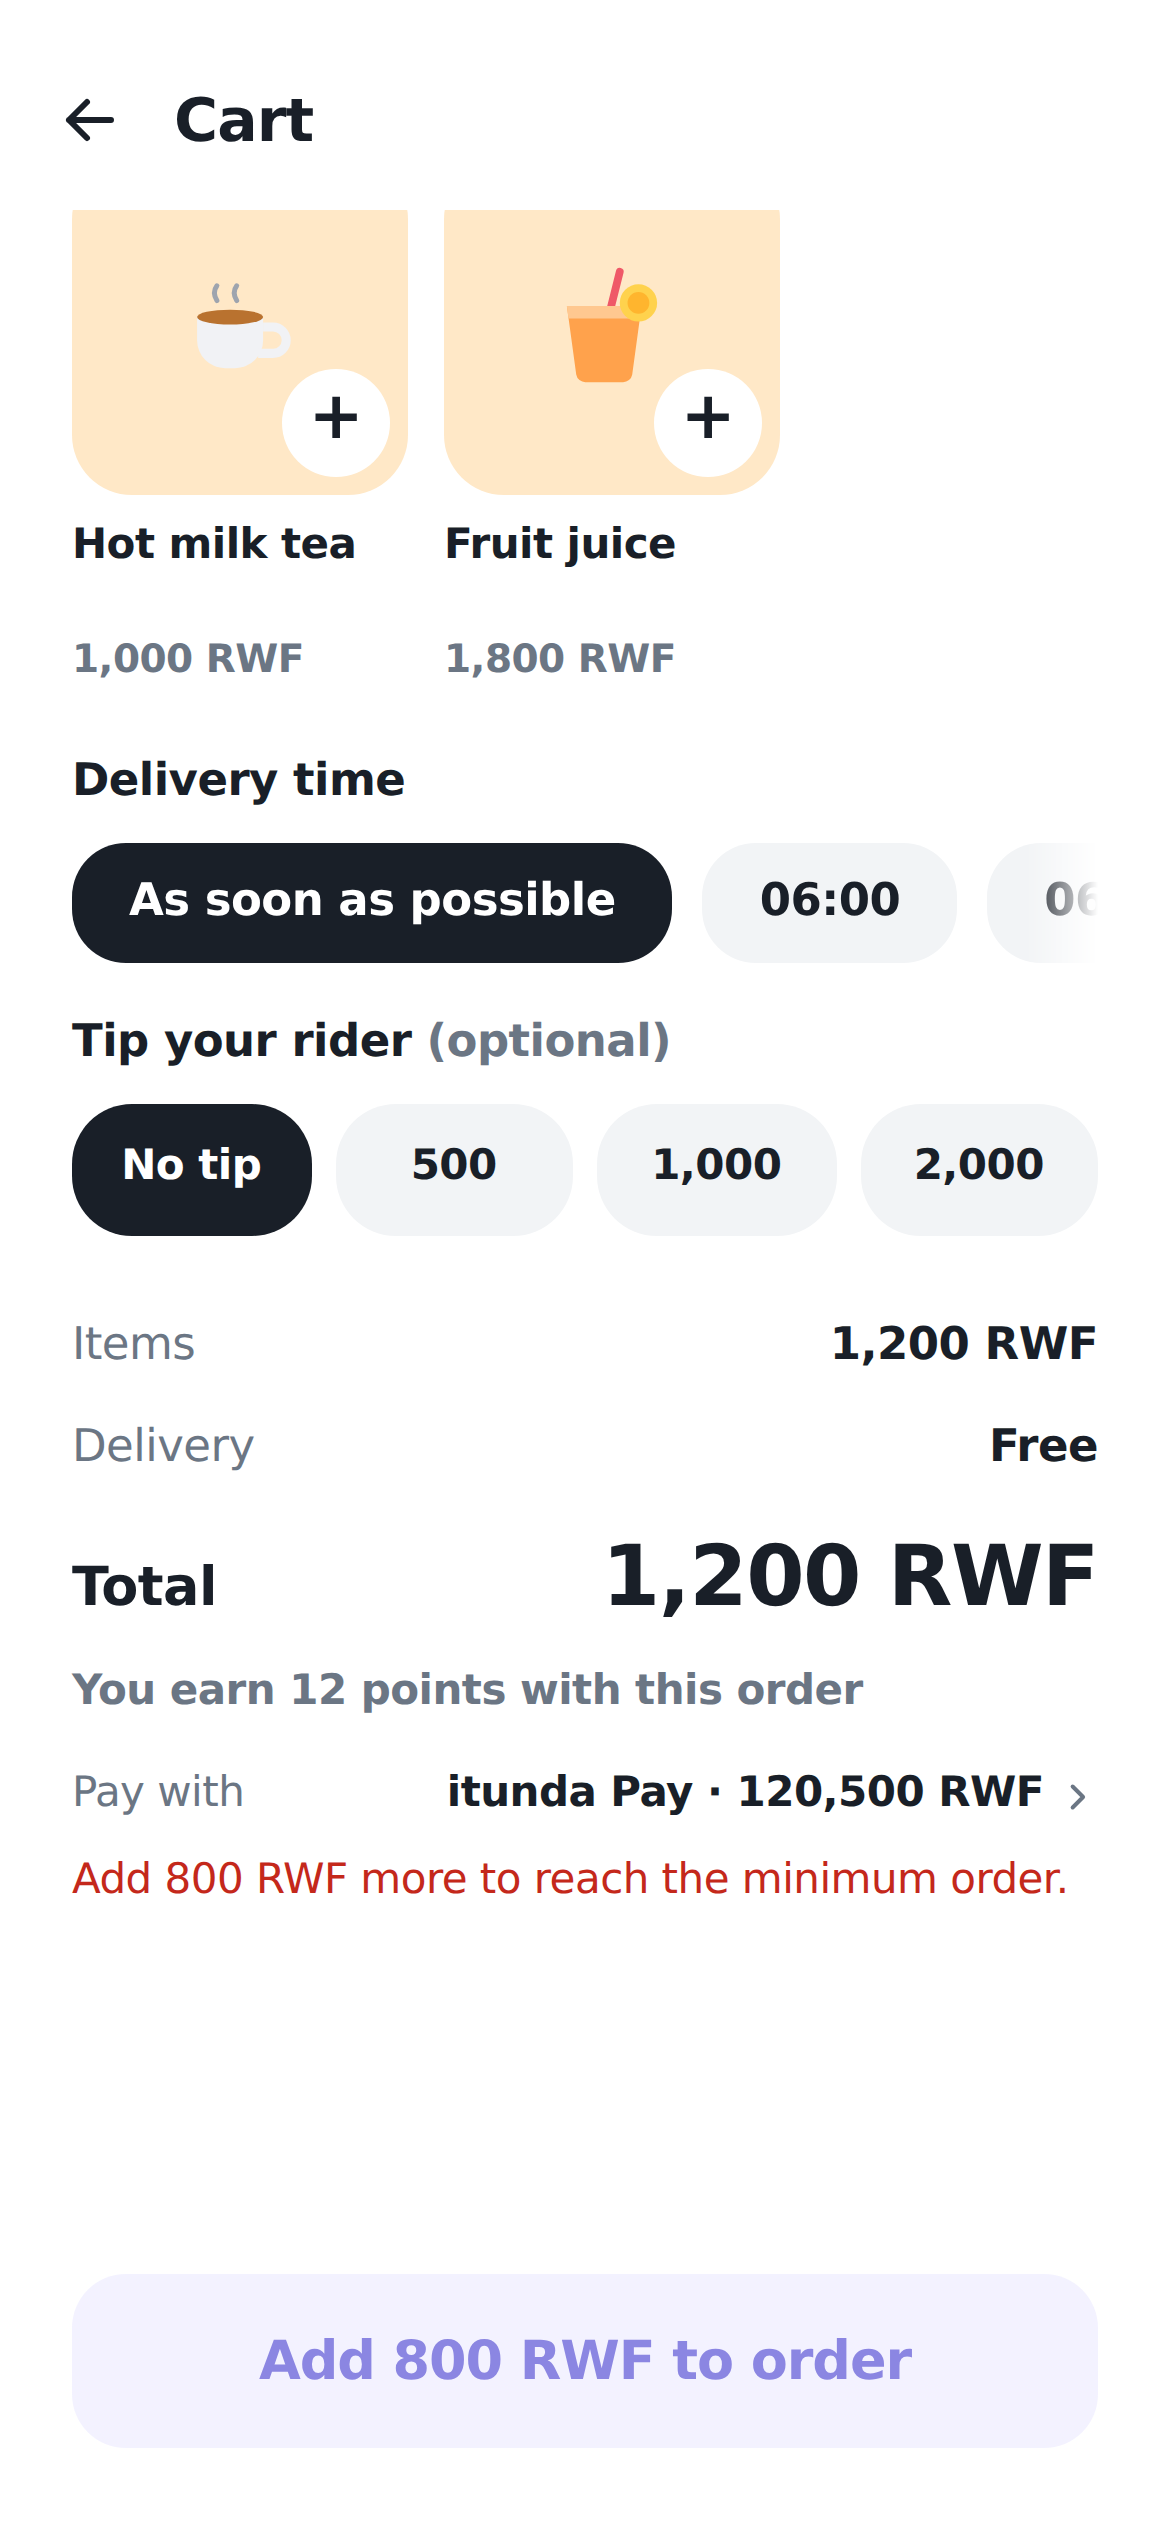 Cart
+
+
Hot milk tea
Fruit juice
1,000 RWF
1,800 RWF
Delivery time
As soon as possible
06:00
Tip your rider (optional)
No tip
500
1,000
2,000
Items
1,200 RWF
Delivery
Free
Total
1,200 RWF
You earn 12 points with this order
Pay with
itunda Pay · 120,500 RWF
Add 800 RWF more to reach the minimum order.
Add 800 RWF to order